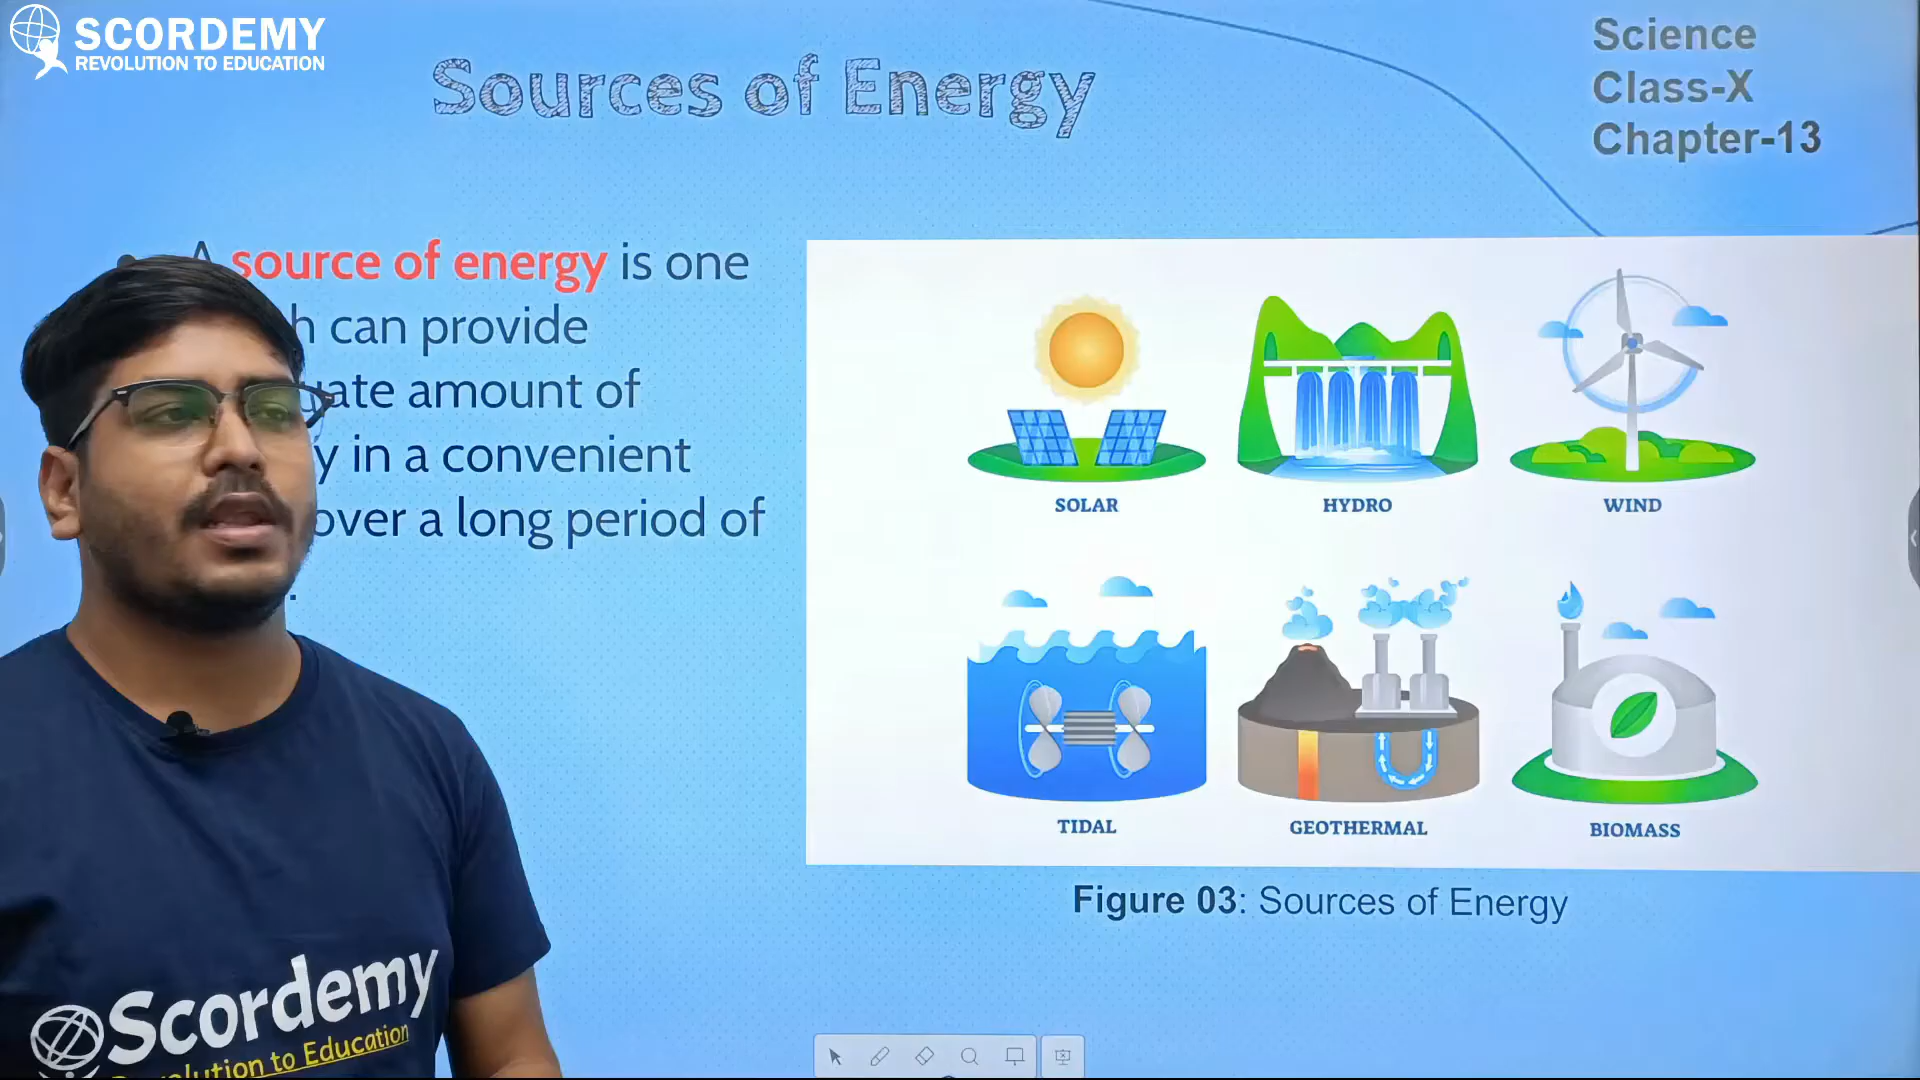 SCORDEMY
REVOLUTION TO EDUCATION
Sources of Energy
Science
Class-X
Chapter-13
A source of energy is one
can provide
amount of
in a convenient
over a long period of
SOLAR
HYDRO
WIND
TIDAL
GEOTHERMAL
BIOMASS
Figure 03: Sources of Energy
Scordemy
to Education